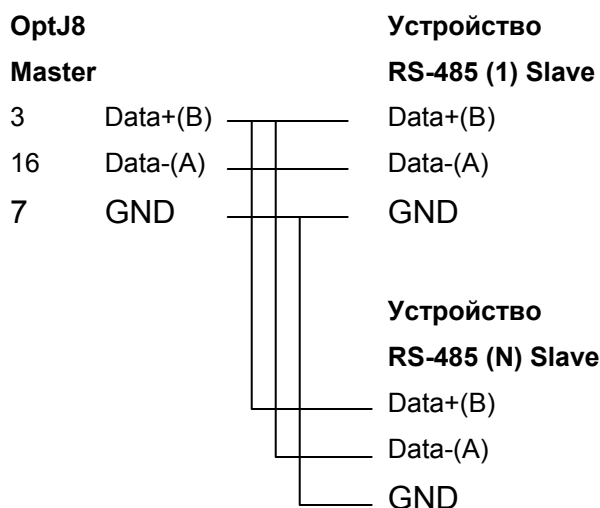 OptJ8 Устройство
Master RS-485 (1) Slave
3 Data+(B) Data+(B)
16 Data-(A) Data-(A)
7 GND GND
Устройство
RS-485 (N) Slave
Data+(B)
Data-(A)
GND